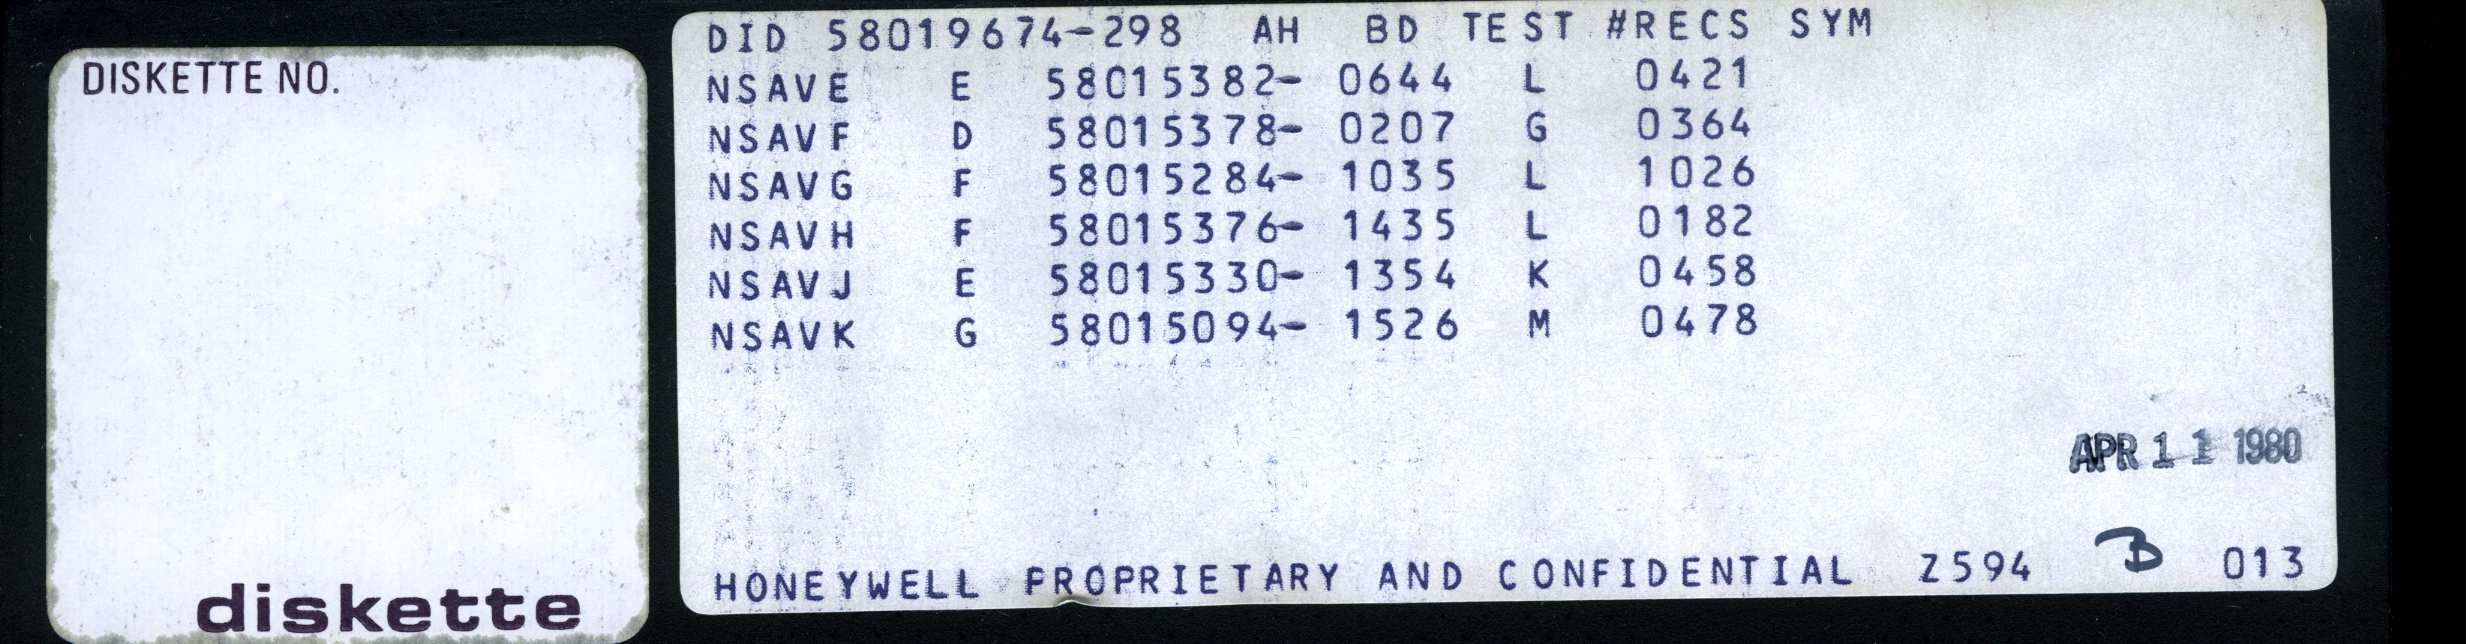 DISKETTE NO.
diskette
DID 58019674-298 AH BD TEST #RECS SYM
NSAVE E 58015382- 0644 L 0421
NSAVF D 58015378- 0207 G 0364
NSAVG F 58015284- 1035 L 1026
NSAVH F 58015376- 1435 L 0182
NSAVJ E 58015330- 1354 K 0458
NSAVK G 58015094- 1526 M 0478
APR 11 1980
HONEYWELL PROPRIETARY AND CONFIDENTIAL Z594 B 013